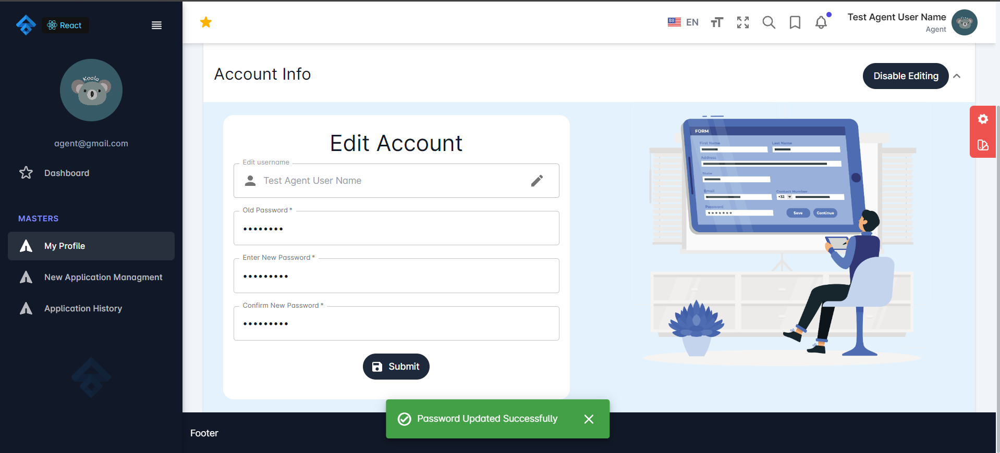 React
EN
Test Agent User Name
Agent
Koala
agent@gmail.com
Dashboard
MASTERS
My Profile
New Application Managment
Application History
Account Info
Disable Editing
Edit Account
Edit username
Test Agent User Name
Old Password *
••••••••
Enter New Password *
•••••••••
Confirm New Password *
•••••••••
Submit
FORM
First Name
Last Name
Address
State
Email
Contact Number
+32
Password
Save
Continue
Password Updated Successfully
Footer